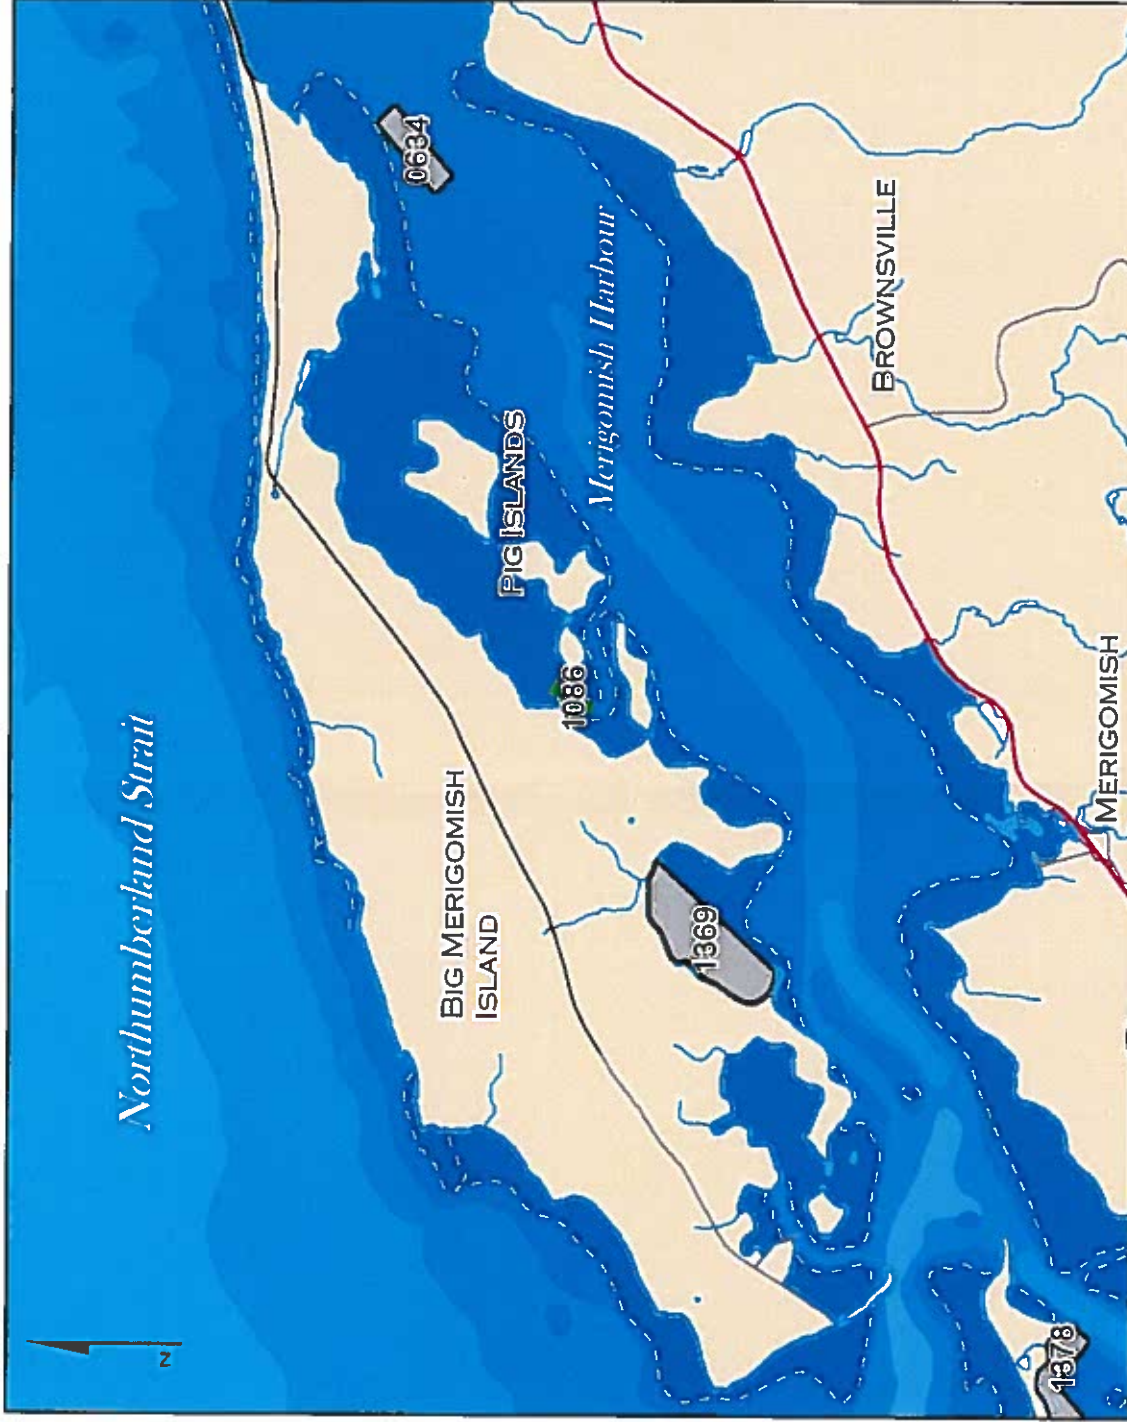 Northumberland Strait
N
BIG MERIGOMISH
ISLAND
PIG ISLANDS
Merigomish Harbour
0634
1086
1369
1378
BROWNSVILLE
MERIGOMISH